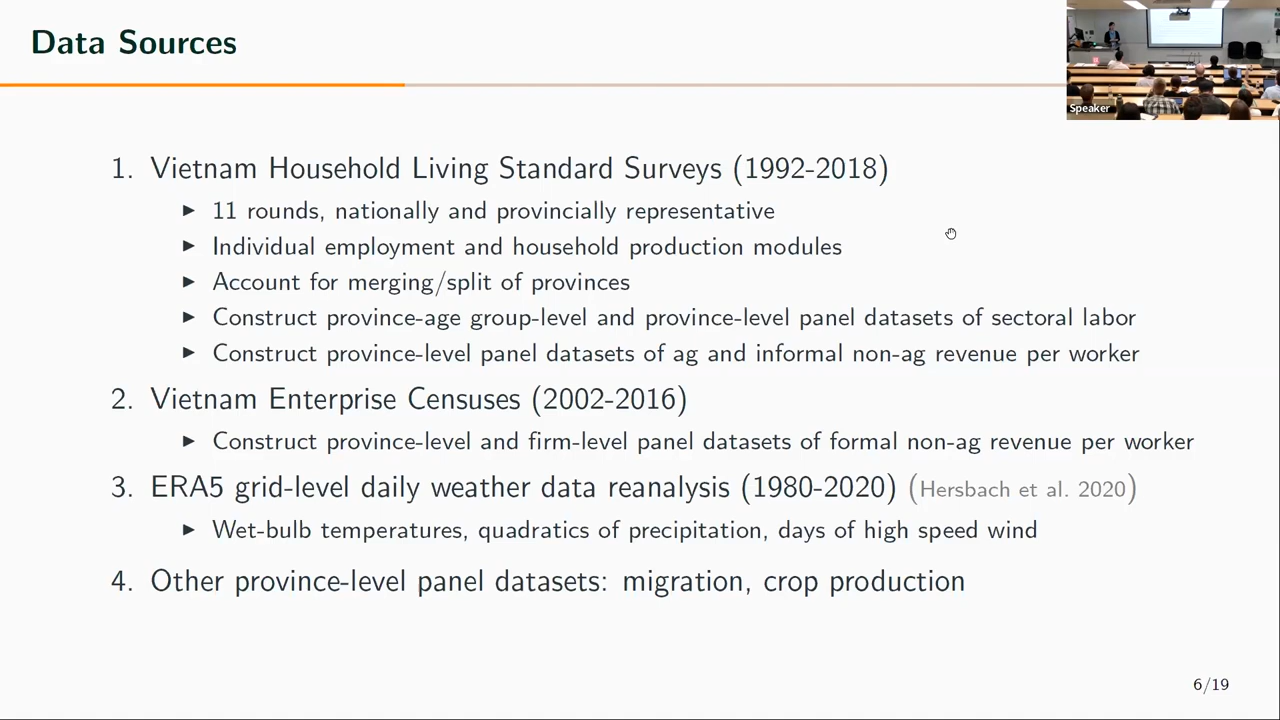 Data Sources
Speaker
1. Vietnam Household Living Standard Surveys (1992-2018)
▶ 11 rounds, nationally and provincially representative
▶ Individual employment and household production modules
▶ Account for merging/split of provinces
▶ Construct province-age group-level and province-level panel datasets of sectoral labor
▶ Construct province-level panel datasets of ag and informal non-ag revenue per worker
2. Vietnam Enterprise Censuses (2002-2016)
▶ Construct province-level and firm-level panel datasets of formal non-ag revenue per worker
3. ERA5 grid-level daily weather data reanalysis (1980-2020) (Hersbach et al. 2020)
▶ Wet-bulb temperatures, quadratics of precipitation, days of high speed wind
4. Other province-level panel datasets: migration, crop production
6/19